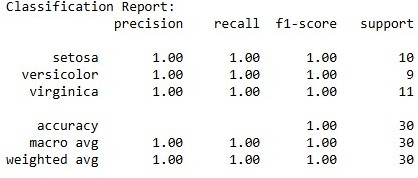 Classification Report:
precision recall f1-score support
setosa 1.00 1.00 1.00 10
versicolor 1.00 1.00 1.00 9
virginica 1.00 1.00 1.00 11
accuracy 1.00 30
macro avg 1.00 1.00 1.00 30
weighted avg 1.00 1.00 1.00 30